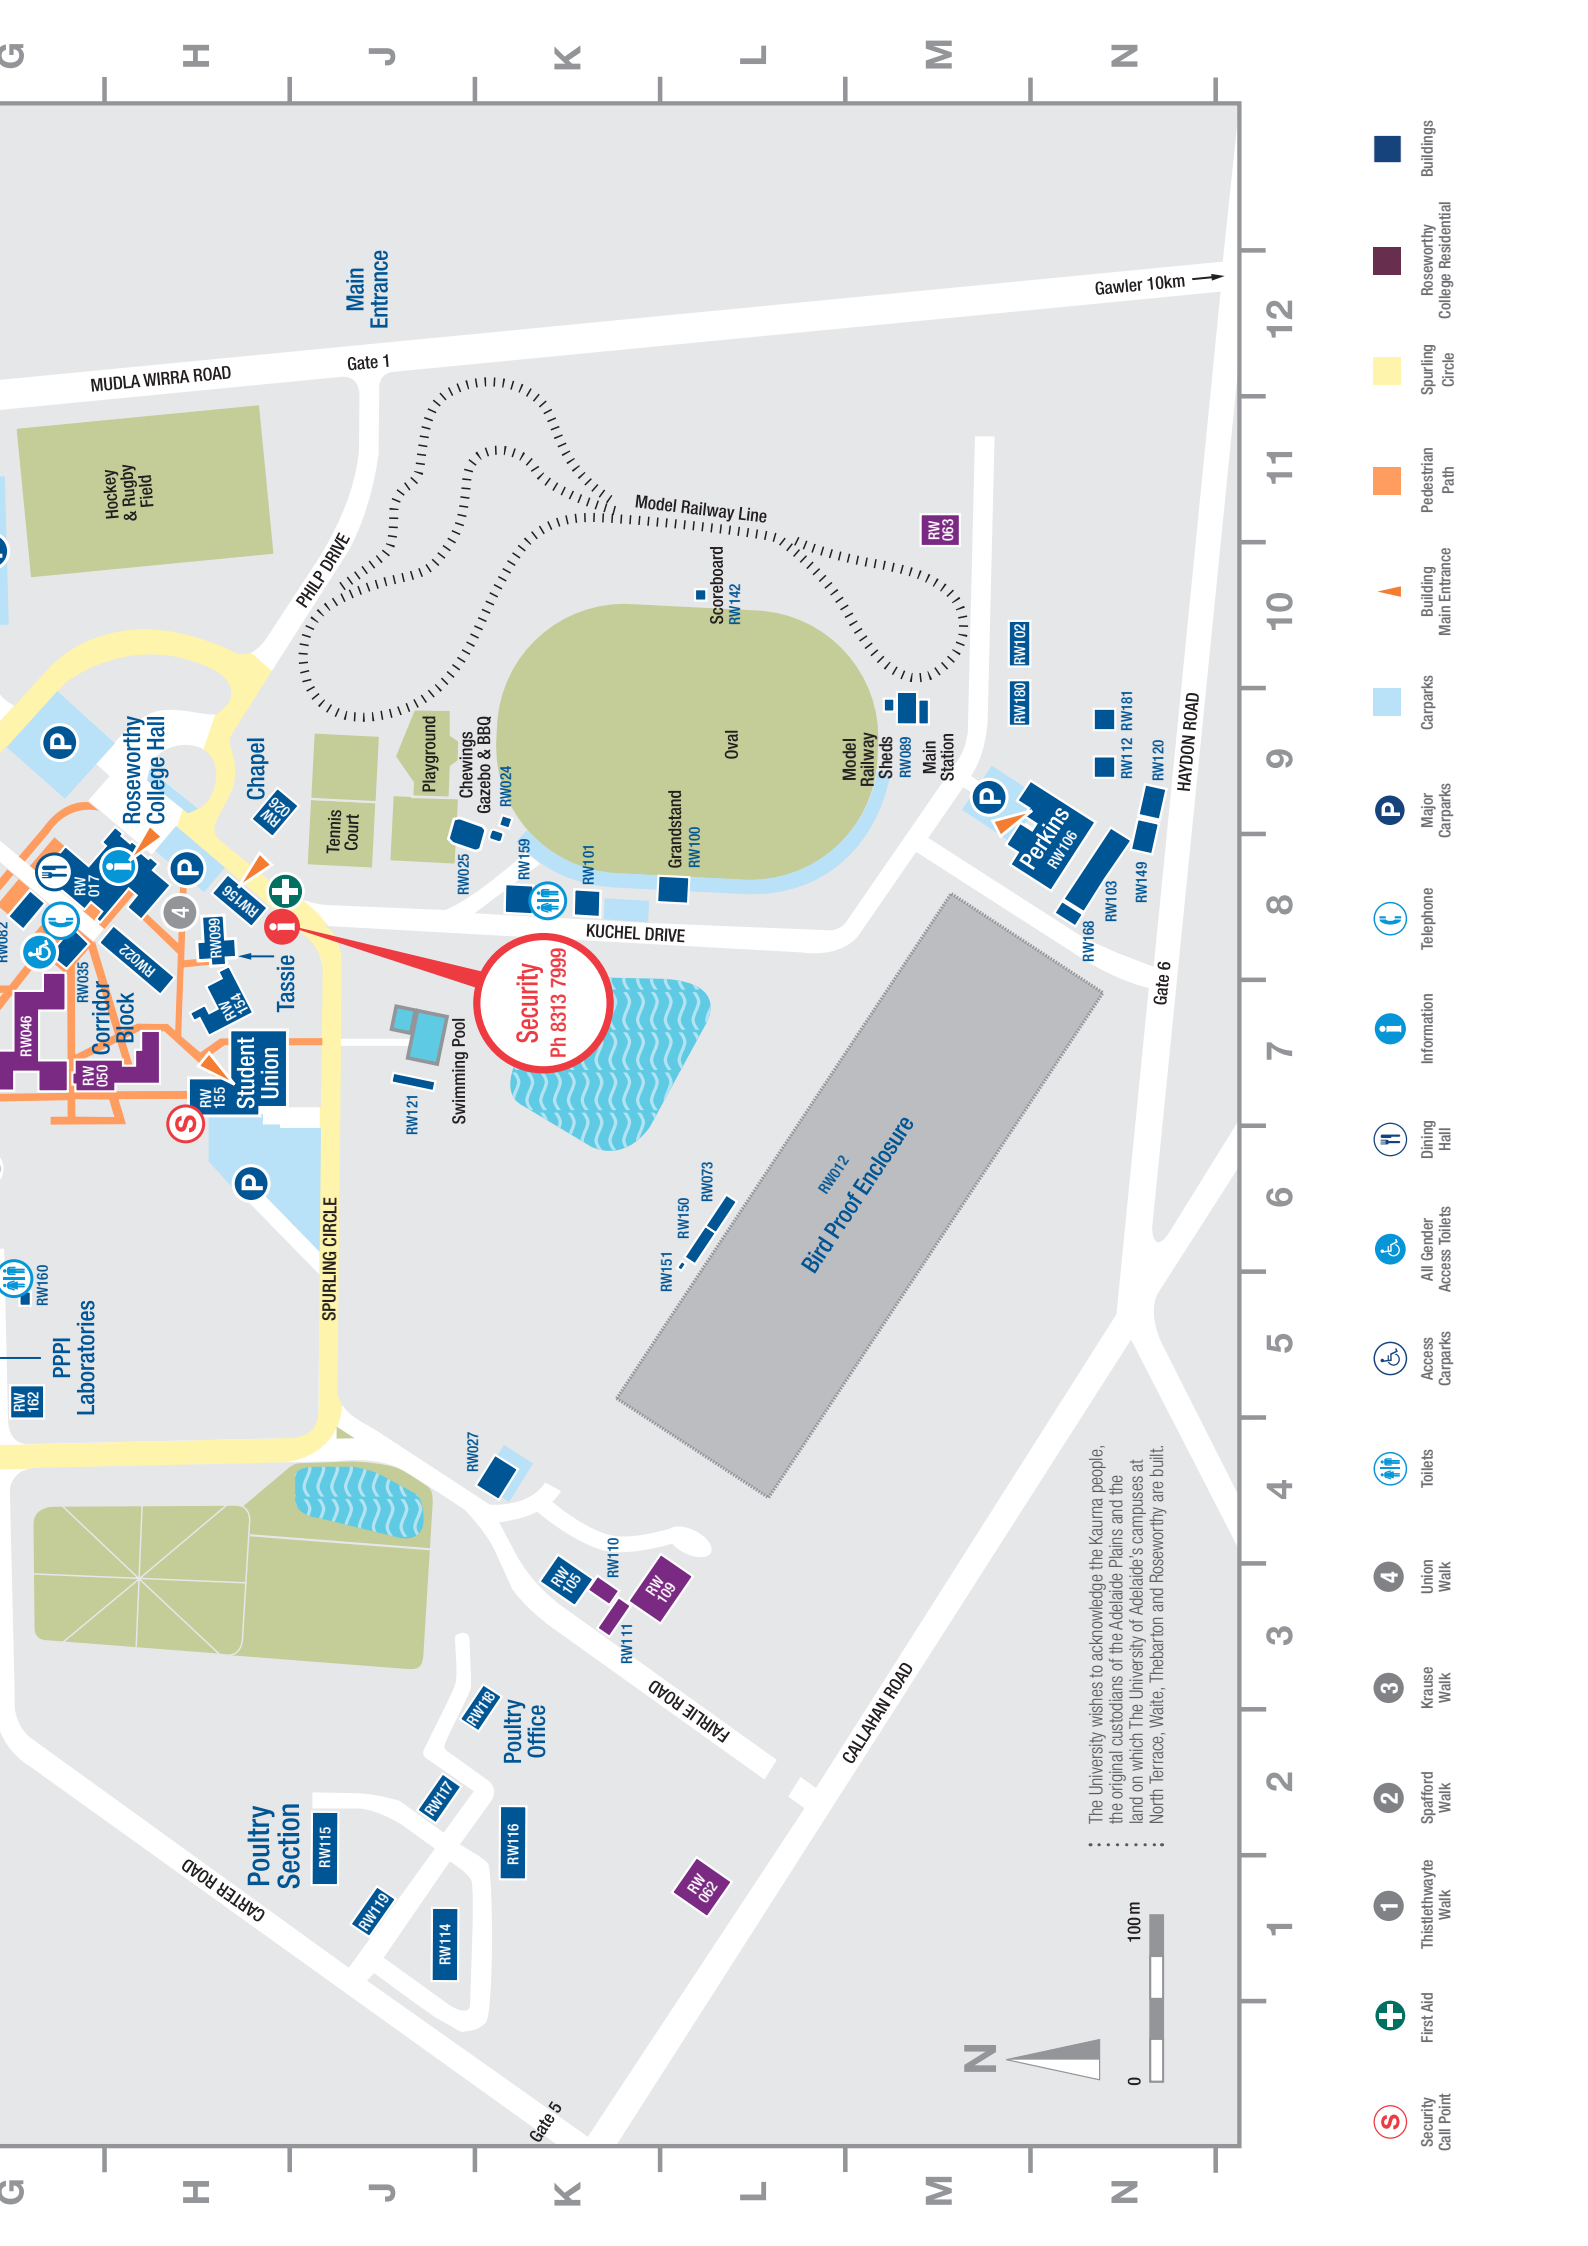 G
H
J
K
L
M
N
Main
Entrance
Gawler 10km
MUDLA WIRRA ROAD
Gate 1
12
Hockey
& Rugby
Field
11
Model Railway Line
RW
063
PHILP DRIVE
Scoreboard
RW142
10
RW102
RW180
P
Roseworthy
College Hall
Chapel
RW
026
Playground
Chewings
Gazebo & BBQ
RW024
Oval
Model
Railway
Sheds
RW089
Main
Station
RW181
RW112
RW120
HAYDON ROAD
9
Tennis
Court
RW025
RW159
RW101
Grandstand
RW100
P
Perkins
RW106
RW
017
i
P
RW156
4
RW082
RW035
RW022
RW099
i
Tassie
RW
154
KUCHEL DRIVE
RW103
RW149
RW168
8
Gate 6
Security
Ph 8313 7999
RW046
Corridor
Block
RW
050
RW
155
Student
Union
S
Swimming Pool
RW121
7
P
SPURLING CIRCLE
RW012
Bird Proof Enclosure
RW073
RW150
RW151
6
RW160
PPPI
Laboratories
RW
162
5
RW027
4
RW
105
RW110
RW
109
RW111
FAIRLIE ROAD
CALLAHAN ROAD
3
RW118
Poultry
Office
RW117
RW116
Poultry
Section
RW115
2
CARTER ROAD
RW119
RW114
RW
062
1
Gate 5
The University wishes to acknowledge the Kaurna people,
the original custodians of the Adelaide Plains and the
land on which The University of Adelaide's campuses at
North Terrace, Waite, Thebarton and Roseworthy are built.
N
0
100 m
G
H
J
K
L
M
N
S
Security
Call Point
First Aid
1
Thistlethwayte
Walk
2
Spafford
Walk
3
Krause
Walk
4
Union
Walk
Toilets
Access
Carparks
All Gender
Access Toilets
Dining
Hall
i
Information
Telephone
P
Major
Carparks
Carparks
Building
Main Entrance
Pedestrian
Path
Spurling
Circle
Roseworthy
College Residential
Buildings